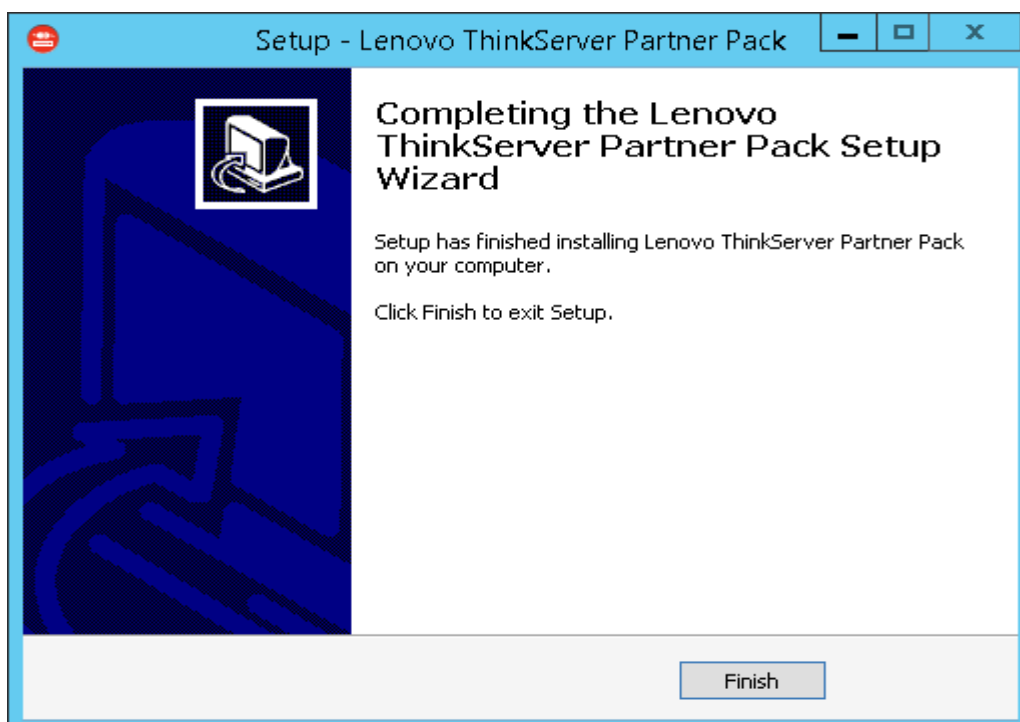 Setup - Lenovo ThinkServer Partner Pack
Completing the Lenovo
ThinkServer Partner Pack Setup
Wizard
Setup has finished installing Lenovo ThinkServer Partner Pack
on your computer.
Click Finish to exit Setup.
Finish